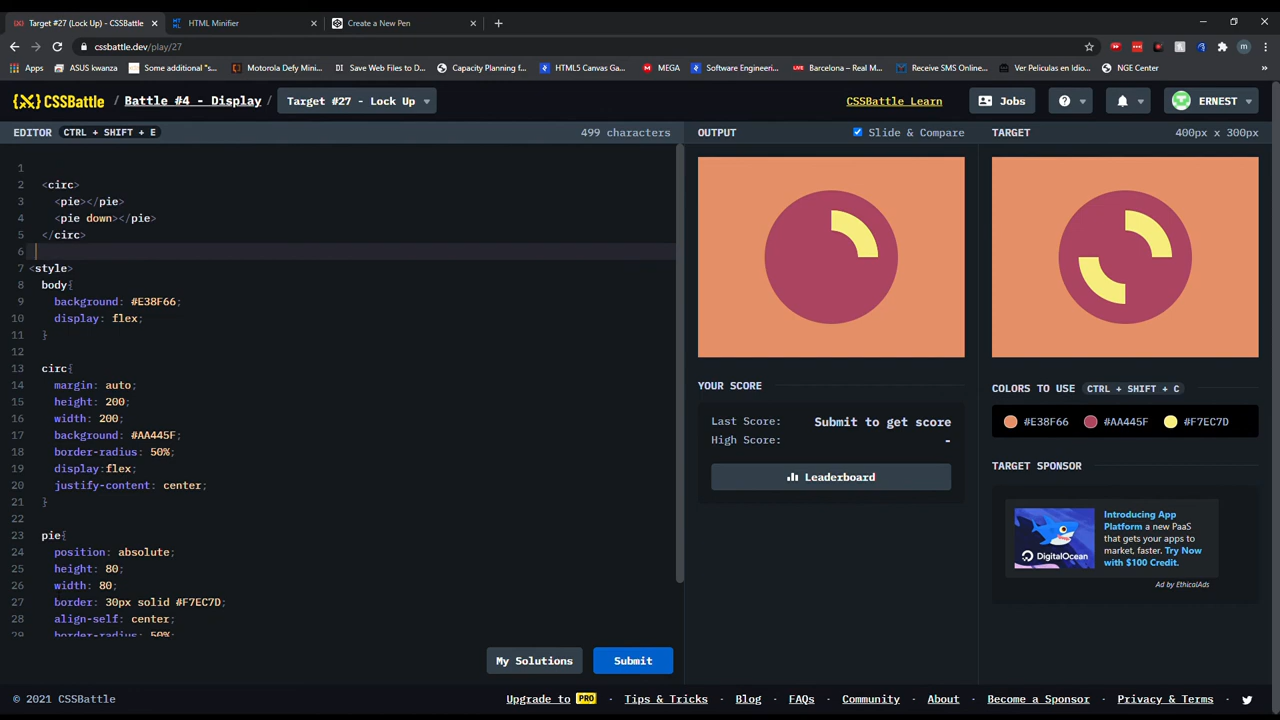 Target #27 (Lock Up) - CSSBattle
HTML Minifier
Create a New Pen
cssbattle.dev/play/27
Apps
ASUS kwanza
Some additional "s...
Motorola Defy Mini...
Save Web Files to D...
Capacity Planning f...
HTML5 Canvas Ga...
MEGA
Software Engineeri...
Barcelona – Real M...
Receive SMS Online...
Ver Peliculas en Idio...
NGE Center
CSSBattle
/ Battle #4 - Display / Target #27 - Lock Up
CSSBattle Learn
Jobs
ERNEST
EDITOR CTRL + SHIFT + E 499 characters
OUTPUT Slide & Compare
TARGET 400px x 300px
1
2 <circ>
3 <pie></pie>
4 <pie down></pie>
5 </circ>
6
7 <style>
8 body{
9 background: #E38F66;
10 display: flex;
11 }
12
13 circ{
14 margin: auto;
15 height: 200;
16 width: 200;
17 background: #AA445F;
18 border-radius: 50%;
19 display:flex;
20 justify-content: center;
21 }
22
23 pie{
24 position: absolute;
25 height: 80;
26 width: 80;
27 border: 30px solid #F7EC7D;
28 align-self: center;
29 border-radius: 50%;
My Solutions
Submit
YOUR SCORE
Last Score: Submit to get score
High Score: -
Leaderboard
COLORS TO USE CTRL + SHIFT + C
#E38F66 #AA445F #F7EC7D
TARGET SPONSOR
DigitalOcean
Introducing App
Platform a new PaaS
that gets your apps to
market, faster. Try Now
with $100 Credit.
Ad by EthicalAds
© 2021 CSSBattle
Upgrade to PRO · Tips & Tricks · Blog · FAQs · Community · About · Become a Sponsor · Privacy & Terms ·